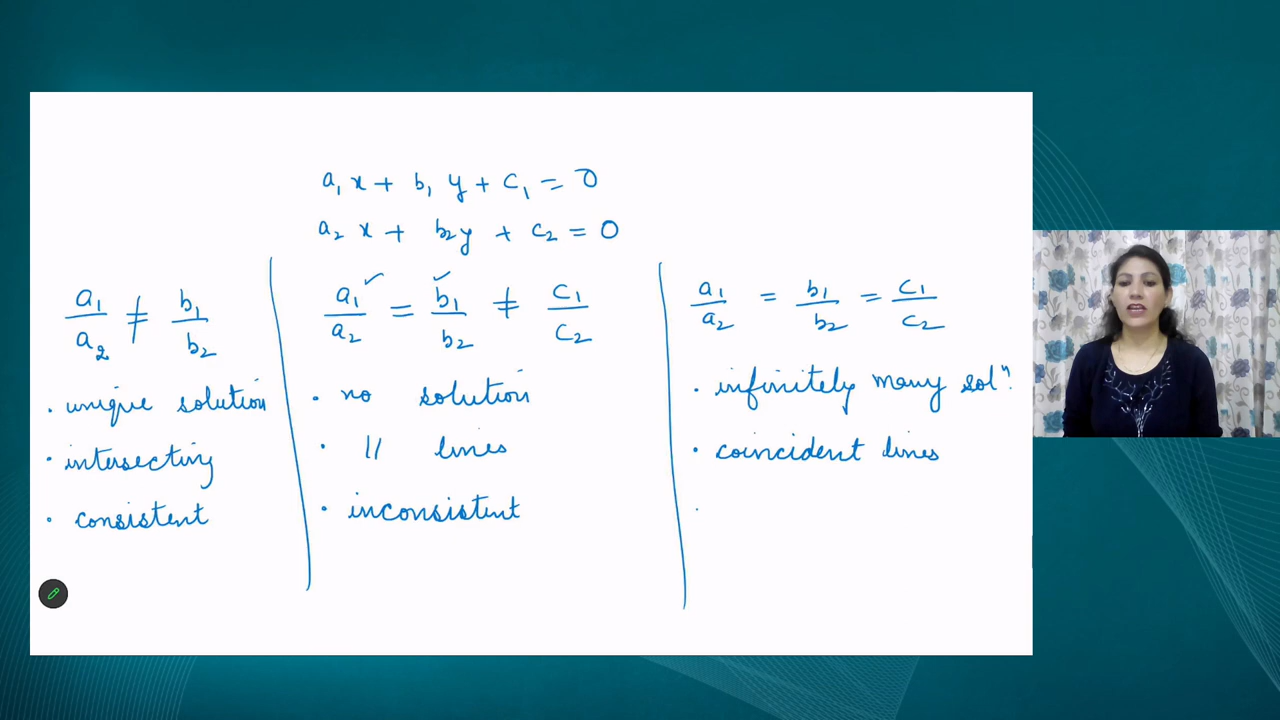 a₁x + b₁y + c₁ = 0
a₂x + b₂y + c₂ = 0
a₁/a₂ ≠ b₁/b₂
· unique solution
· intersecting
· consistent
a₁/a₂ ✓ = b₁/b₂ ✓ ≠ c₁/c₂
· no solution
· || lines
· inconsistent
a₁/a₂ = b₁/b₂ = c₁/c₂
· infinitely many solⁿ.
· coincident lines
·